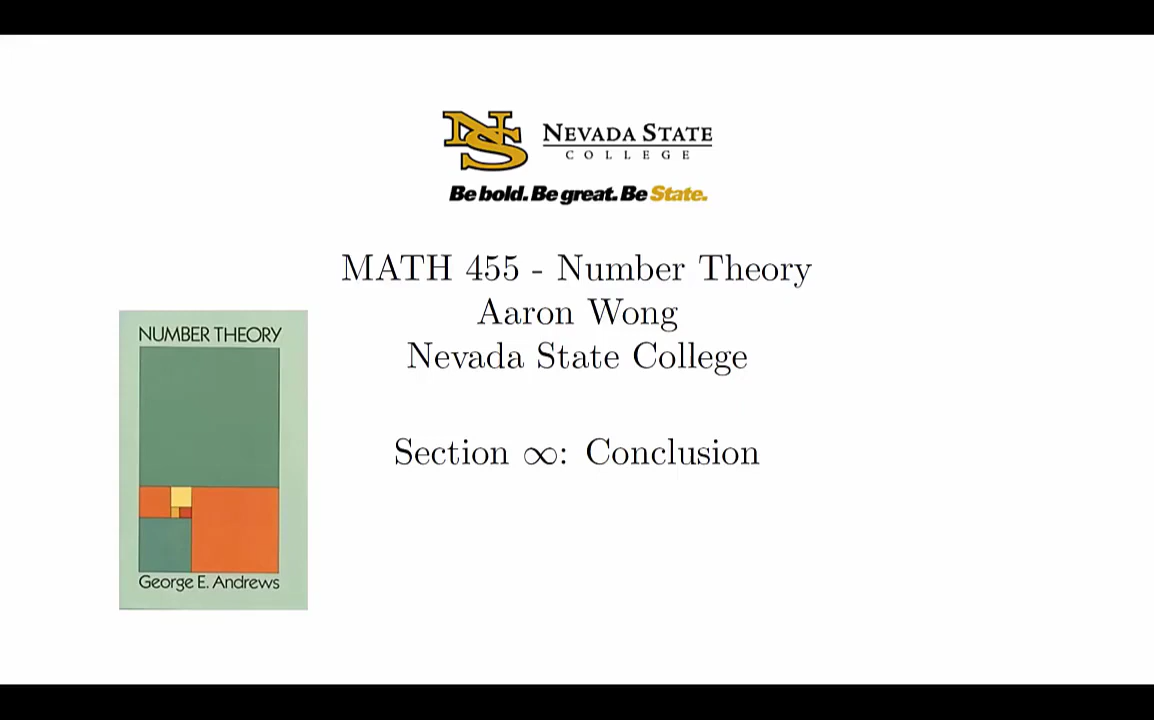 NS
NEVADA STATE
COLLEGE
Be bold. Be great. Be State.
MATH 455 - Number Theory
Aaron Wong
Nevada State College
Section ∞: Conclusion
NUMBER THEORY
George E. Andrews